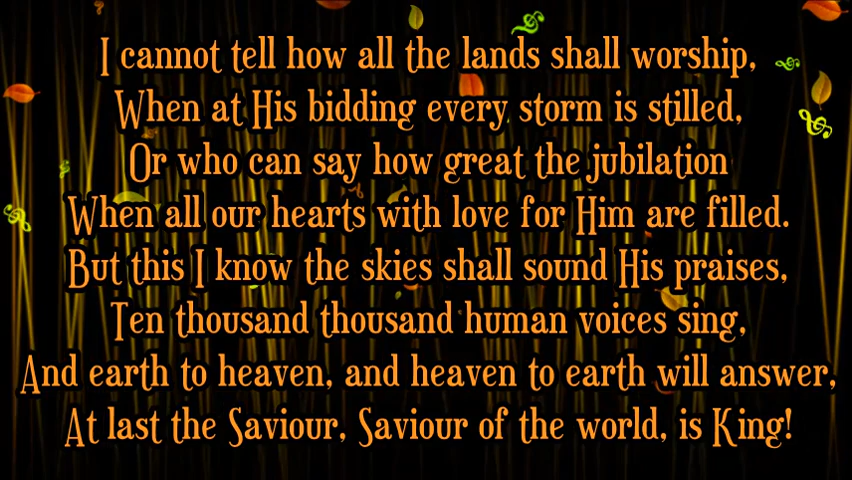 I cannot tell how all the lands shall worship,
When at His bidding every storm is stilled,
Or who can say how great the jubilation
When all our hearts with love for Him are filled.
But this I know the skies shall sound His praises,
Ten thousand thousand human voices sing,
And earth to heaven, and heaven to earth will answer,
At last the Saviour, Saviour of the world, is King!